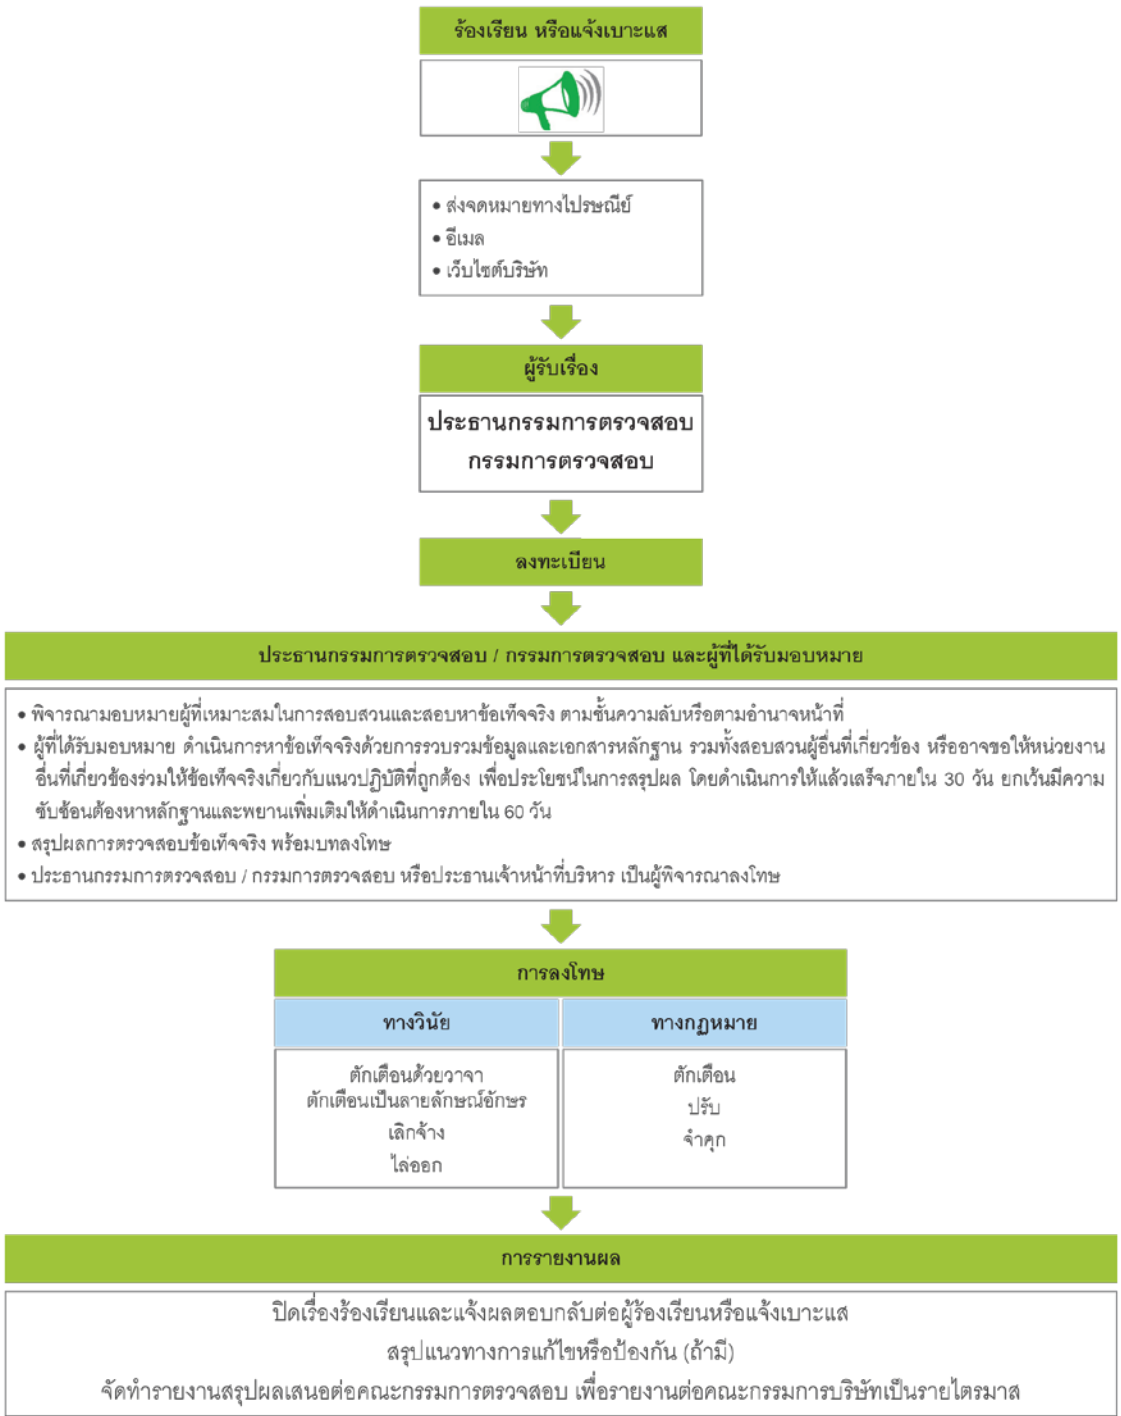 ร้องเรียน หรือแจ้งเบาะแส
• ส่งจดหมายทางไปรษณีย์
• อีเมล
• เว็บไซต์บริษัท
ผู้รับเรื่อง
ประธานกรรมการตรวจสอบ
กรรมการตรวจสอบ
ลงทะเบียน
ประธานกรรมการตรวจสอบ / กรรมการตรวจสอบ และผู้ที่ได้รับมอบหมาย
• พิจารณามอบหมายผู้ที่เหมาะสมในการสอบสวนและสอบหาข้อเท็จจริง ตามชั้นความลับหรือตามอำนาจหน้าที่
• ผู้ที่ได้รับมอบหมาย ดำเนินการหาข้อเท็จจริงด้วยการรวบรวมข้อมูลและเอกสารหลักฐาน รวมทั้งสอบสวนผู้อื่นที่เกี่ยวข้อง หรืออาจขอให้หน่วยงาน
อื่นที่เกี่ยวข้องร่วมให้ข้อเท็จจริงเกี่ยวกับแนวปฏิบัติที่ถูกต้อง เพื่อประโยชน์ในการสรุปผล โดยดำเนินการให้แล้วเสร็จภายใน 30 วัน ยกเว้นมีความ
ซับซ้อนต้องหาหลักฐานและพยานเพิ่มเติมให้ดำเนินการภายใน 60 วัน
• สรุปผลการตรวจสอบข้อเท็จจริง พร้อมบทลงโทษ
• ประธานกรรมการตรวจสอบ / กรรมการตรวจสอบ หรือประธานเจ้าหน้าที่บริหาร เป็นผู้พิจารณาลงโทษ
การลงโทษ
ทางวินัย
ตักเตือนด้วยวาจา
ตักเตือนเป็นลายลักษณ์อักษร
เลิกจ้าง
ไล่ออก
ทางกฎหมาย
ตักเตือน
ปรับ
จำคุก
การรายงานผล
ปิดเรื่องร้องเรียนและแจ้งผลตอบกลับต่อผู้ร้องเรียนหรือแจ้งเบาะแส
สรุปแนวทางการแก้ไขหรือป้องกัน (ถ้ามี)
จัดทำรายงานสรุปผลเสนอต่อคณะกรรมการตรวจสอบ เพื่อรายงานต่อคณะกรรมการบริษัทเป็นรายไตรมาส